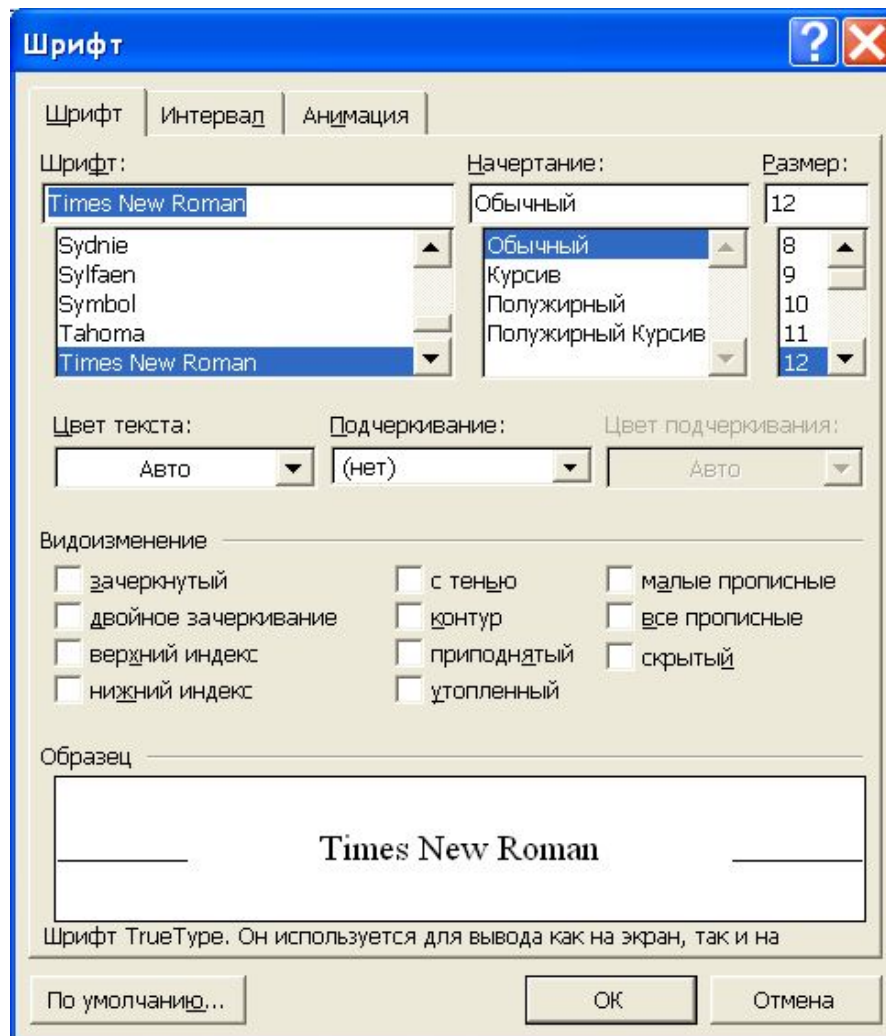 Шрифт
Шрифт Интервал Анимация
Шрифт: Начертание: Размер:
Times New Roman Обычный 12
Sydnie Обычный 8
Sylfaen Курсив 9
Symbol Полужирный 10
Tahoma Полужирный Курсив 11
Times New Roman 12
Цвет текста: Подчеркивание: Цвет подчеркивания:
Авто (нет) Авто
Видоизменение
зачеркнутый с тенью малые прописные
двойное зачеркивание контур все прописные
верхний индекс приподнятый скрытый
нижний индекс утопленный
Образец
Times New Roman
Шрифт TrueType. Он используется для вывода как на экран, так и на
По умолчанию... ОК Отмена